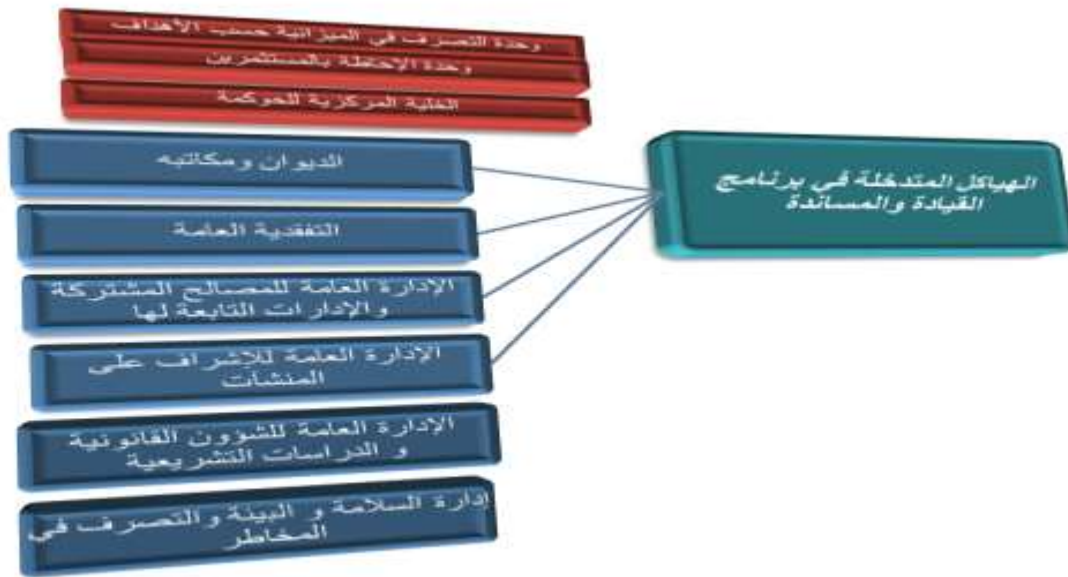 وحدة التصرف في الميزانية حسب الأهداف
وحدة الإحاطة بالمستثمرين
الخلية المركزية للحوكمة
الهياكل المتدخلة في برنامج
القيادة والمساندة
الديوان ومكاتبه
التفقدية العامة
الإدارة العامة للمصالح المشتركة
والإدارات التابعة لها
الإدارة العامة للإشراف على
المنشات
الإدارة العامة للشؤون القانونية
و الدراسات التشريعية
إدارة السلامة و البيئة والتصرف في
المخاطر